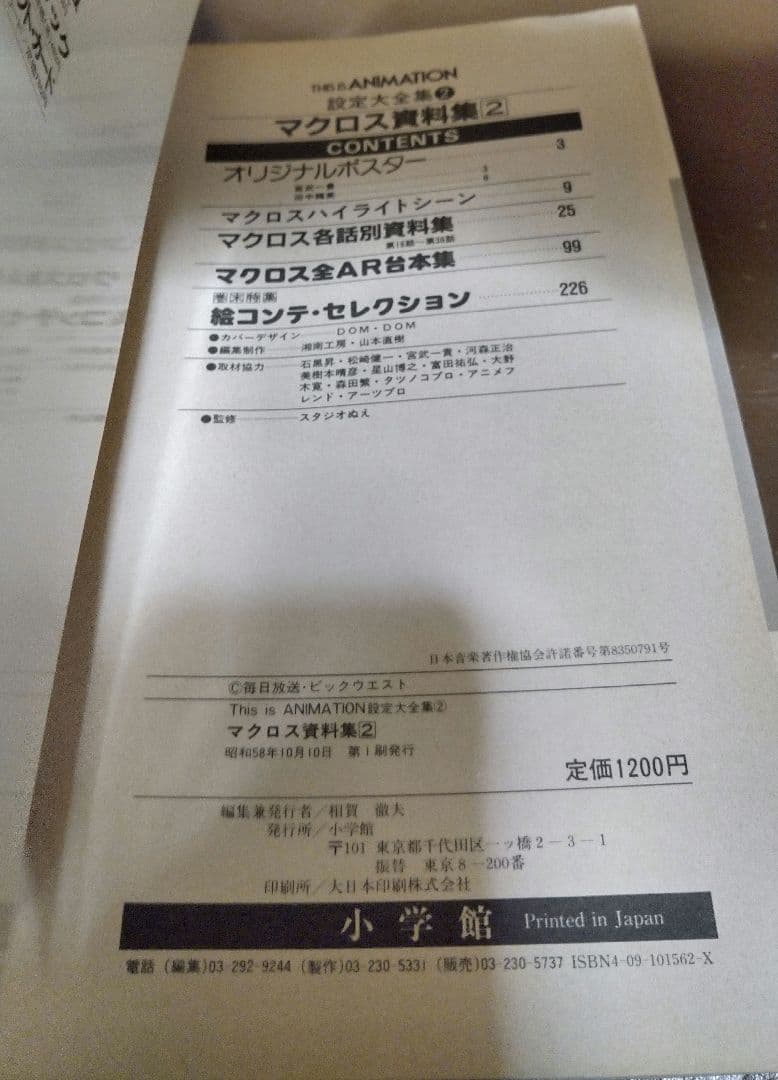 THIS IS ANIMATION
設定大全集❷
マクロス資料集2
CONTENTS
オリジナルポスター 3
宮武一貴 3
6
マクロスハイライトシーン 9
マクロス各話別資料集 25
マクロス全AR台本集 99
巻末特集
絵コンテ・セレクション 226
●カバーデザイン DOM・DOM
●編集制作 湘南工房・山本直樹
●取材協力 石黒昇・松崎健一・宮武一貴・河森正治
美樹本晴彦・星山博之・富田祐弘・大野
木寛・森田繁・タツノコプロ・アニメフ
レンド・アーツプロ
●監修 スタジオぬえ
日本音楽著作権協会許諾番号第8350791号
©毎日放送・ビックウエスト
This is ANIMATION設定大全集②
マクロス資料集2
昭和58年10月10日 第1刷発行
定価1200円
編集兼発行者/相賀 徹夫
発行所/小学館
〒101 東京都千代田区一ッ橋2-3-1
振替 東京8-200番
印刷所/大日本印刷株式会社
小学館 Printed in Japan
電話(編集)03-292-9244(製作)03-230-5331(販売)03-230-5737 ISBN4-09-101562-X